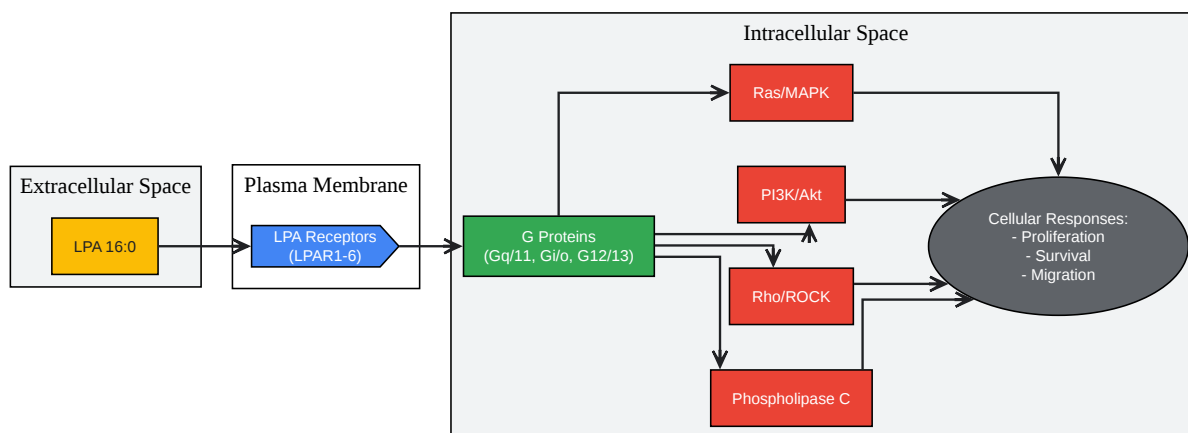 Intracellular Space
Ras/MAPK
Extracellular Space
LPA 16:0
Plasma Membrane
LPA Receptors
(LPAR1-6)
G Proteins
(Gq/11, Gi/o, G12/13)
PI3K/Akt
Rho/ROCK
Phospholipase C
Cellular Responses:
- Proliferation
- Survival
- Migration